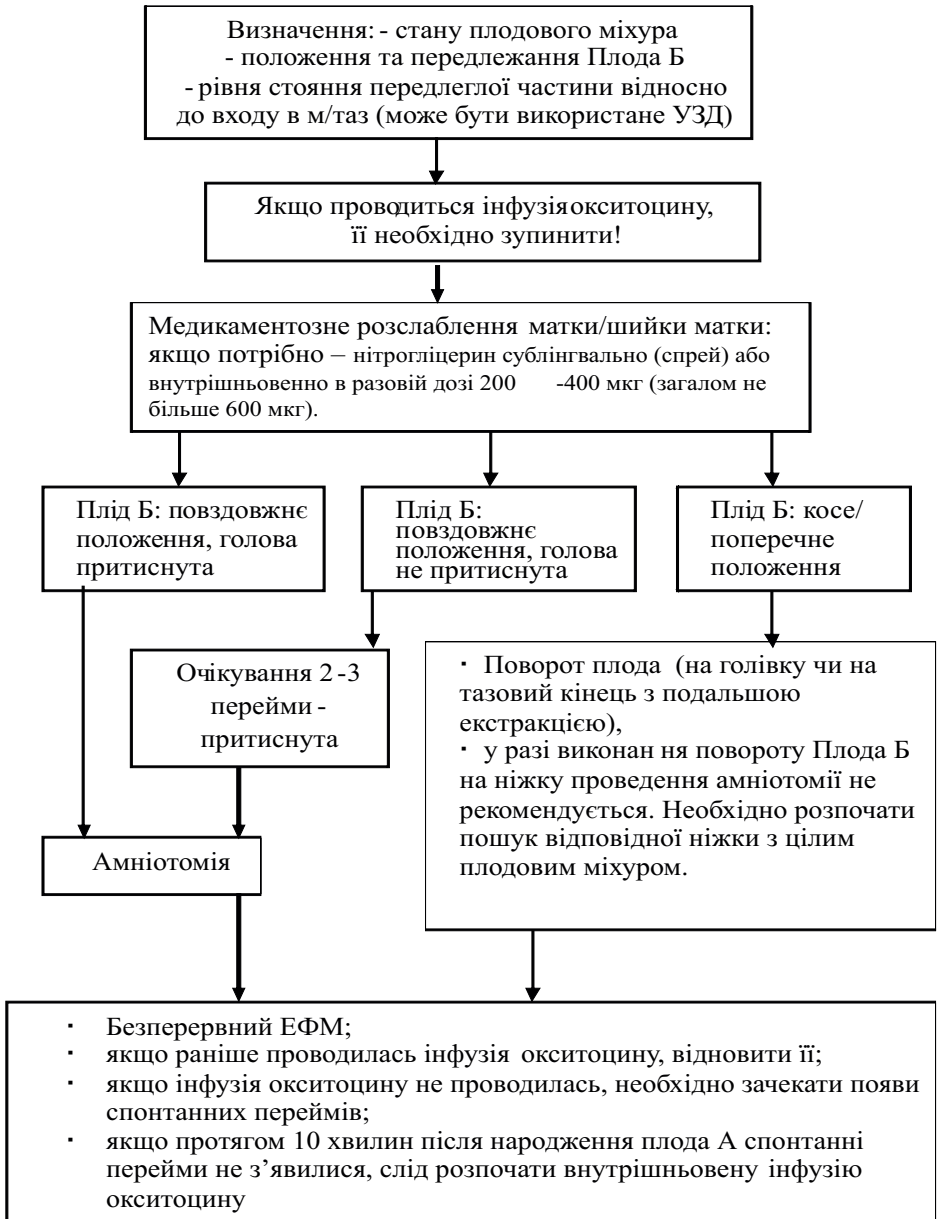 Визначення: - стану плодового міхура
- положення та передлежання Плода Б
- рівня стояння передлеглої частини відносно
до входу в м/таз (може бути використане УЗД)
Якщо проводиться інфузія окситоцину,
її необхідно зупинити!
Медикаментозне розслаблення матки/шийки матки:
якщо потрібно – нітрогліцерин сублінгвально (спрей) або
внутрішньовенно в разовій дозі 200 -400 мкг (загалом не
більше 600 мкг).
Плід Б: повздовжнє
положення, голова
притиснута
Плід Б:
повздовжнє
положення, голова
не притиснута
Плід Б: косе/
поперечне
положення
Очікування 2-3
перейми -
притиснута
· Поворот плода (на голівку чи на
тазовий кінець з подальшою
екстракцією),
· у разі виконан ня повороту Плода Б
на ніжку проведення амніотомії не
рекомендується. Необхідно розпочати
пошук відповідної ніжки з цілим
плодовим міхуром.
Амніотомія
· Безперервний ЕФМ;
· якщо раніше проводилась інфузія окситоцину, відновити її;
· якщо інфузія окситоцину не проводилась, необхідно зачекати появи
спонтанних переймів;
· якщо протягом 10 хвилин після народження плода А спонтанні
перейми не з’явилися, слід розпочати внутрішньовену інфузію
окситоцину